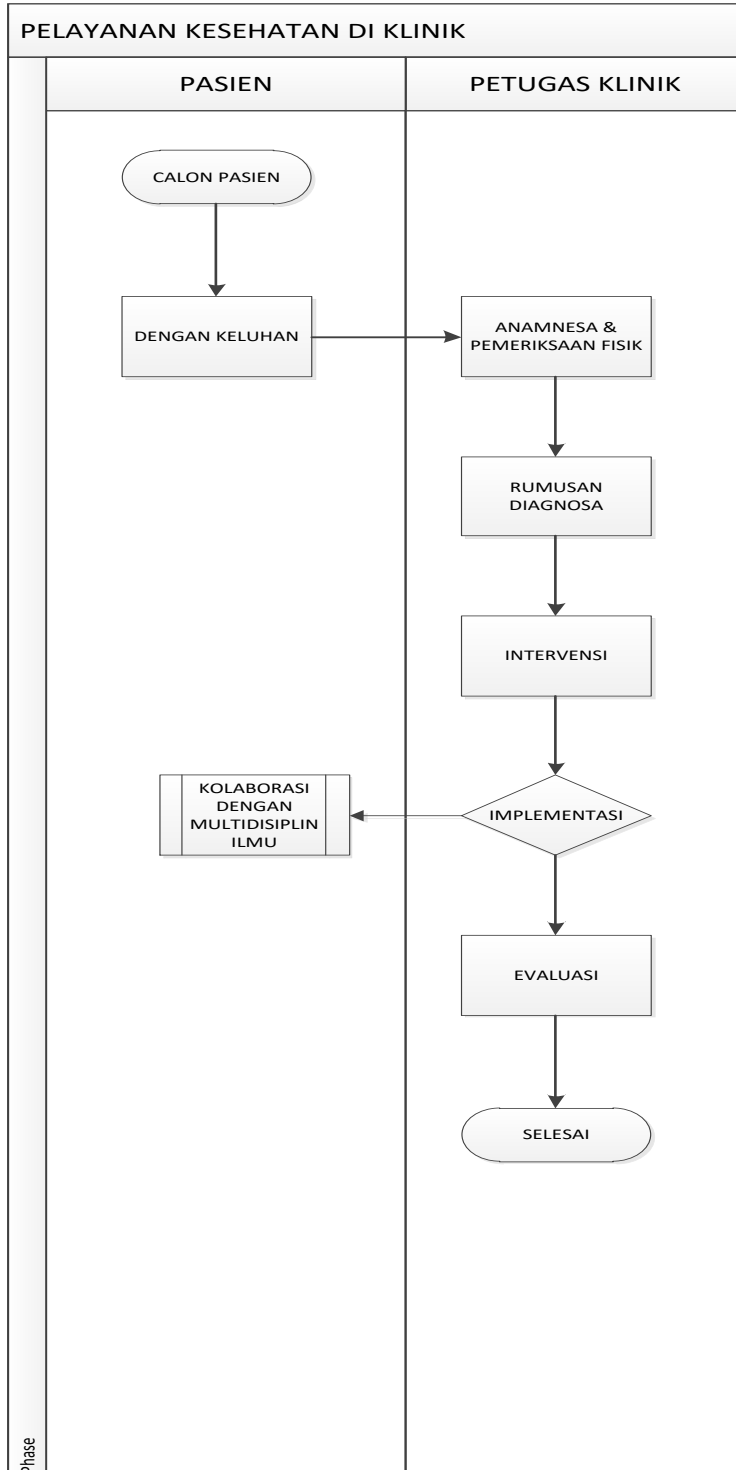 PELAYANAN KESEHATAN DI KLINIK
PASIEN
PETUGAS KLINIK
CALON PASIEN
DENGAN KELUHAN
ANAMNESA &
PEMERIKSAAN FISIK
RUMUSAN
DIAGNOSA
INTERVENSI
KOLABORASI
DENGAN
MULTIDISIPLIN
ILMU
IMPLEMENTASI
EVALUASI
SELESAI
Phase